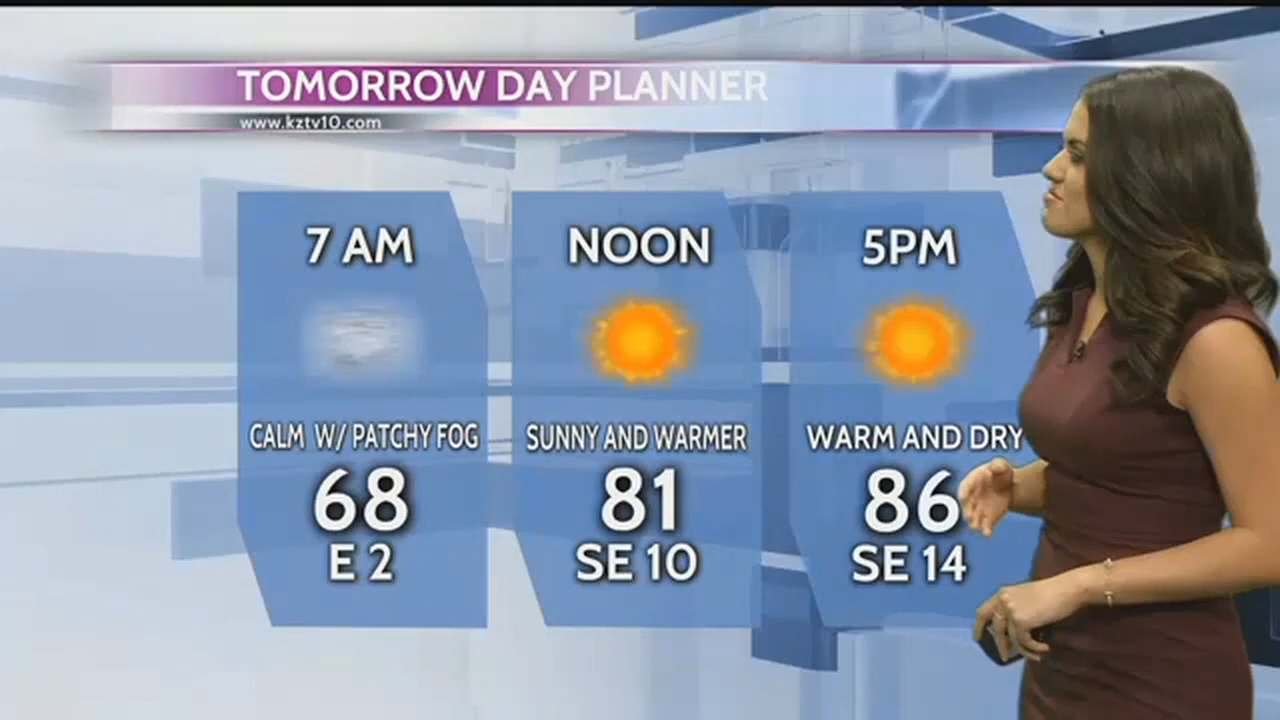 TOMORROW DAY PLANNER
www.kztv10.com
7 AM
NOON
5PM
CALM W/ PATCHY FOG
SUNNY AND WARMER
WARM AND DRY
68
81
86
E 2
SE 10
SE 14